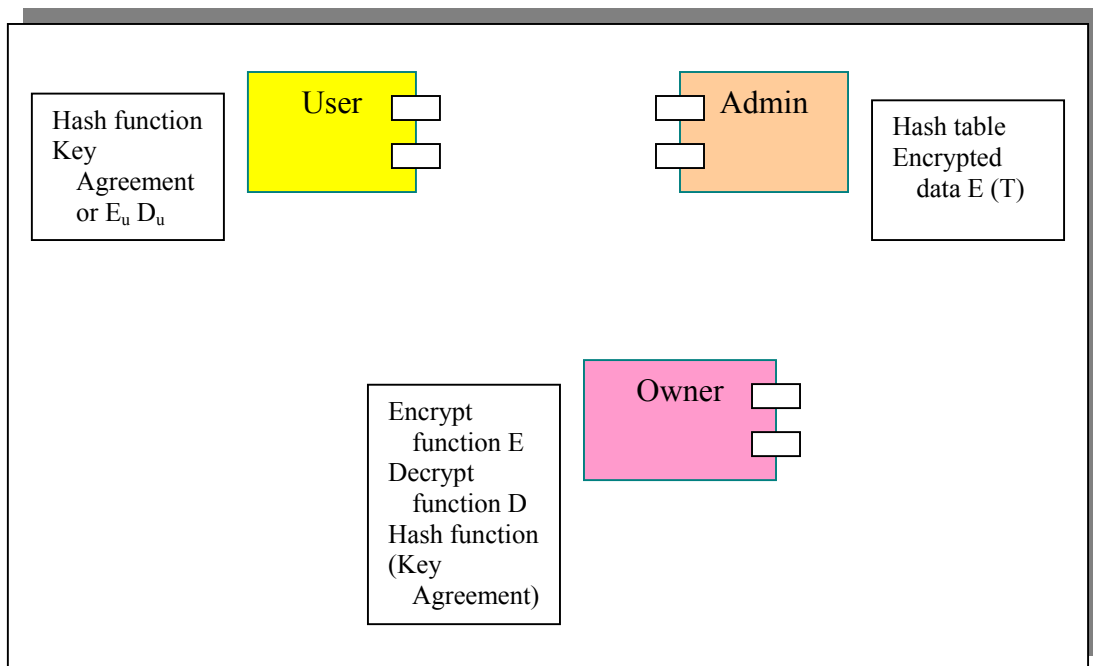 User
Hash function
Key
Agreement
or Eᵤ Dᵤ
Admin
Hash table
Encrypted
data E (T)
Owner
Encrypt
function E
Decrypt
function D
Hash function
(Key
Agreement)